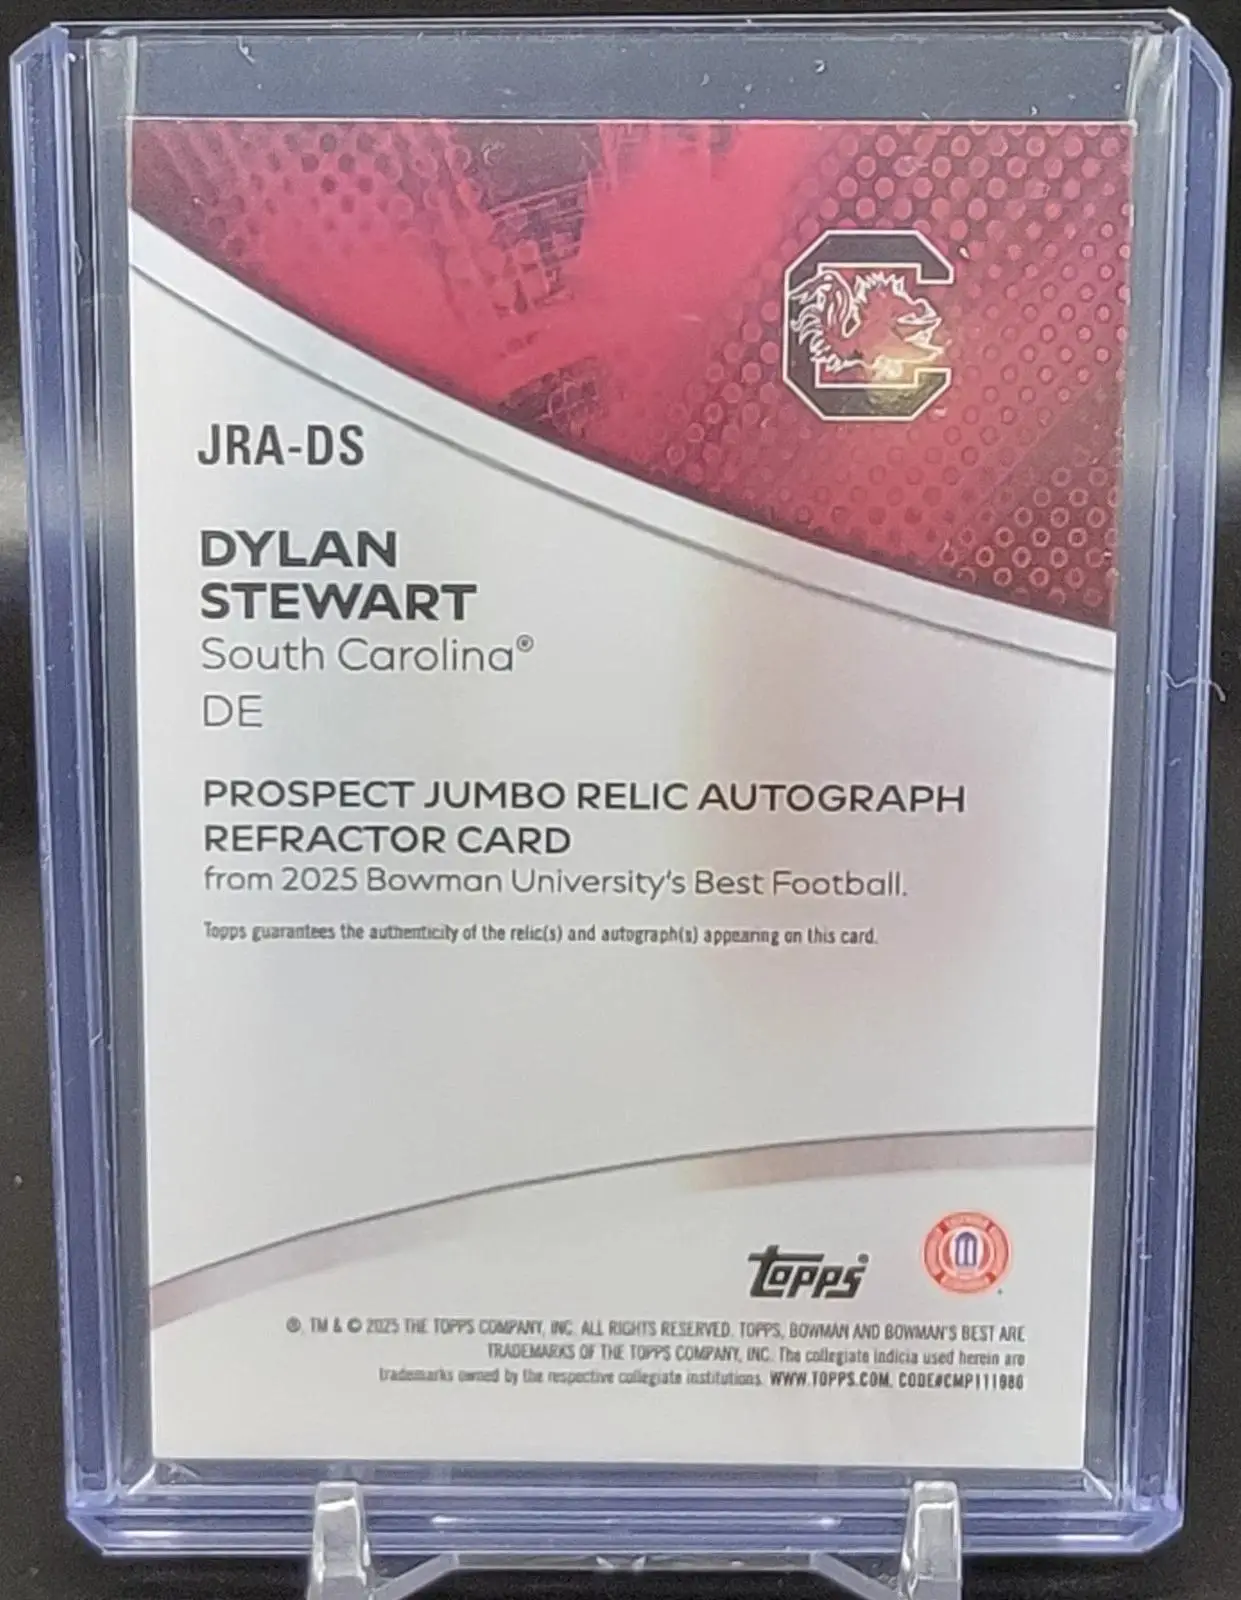 JRA-DS
DYLAN
STEWART
South Carolina®
DE
PROSPECT JUMBO RELIC AUTOGRAPH
REFRACTOR CARD
from 2025 Bowman University's Best Football.
Topps guarantees the authenticity of the relic(s) and autograph(s) appearing on this card.
topps®
®, TM & © 2025 THE TOPPS COMPANY, INC. ALL RIGHTS RESERVED. TOPPS, BOWMAN AND BOWMAN'S BEST ARE
TRADEMARKS OF THE TOPPS COMPANY, INC. The collegiate indicia used herein are
trademarks owned by the respective collegiate institutions. WWW.TOPPS.COM. CODE#CMP111986